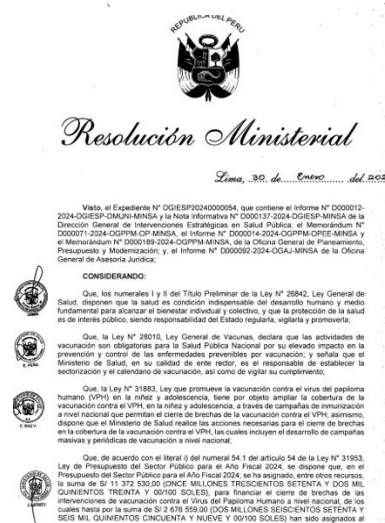 REPUBLICA DEL PERU
Resolución Ministerial
Lima, 30 de Enero del 202
Visto, el Expediente N° DGIESP20240000054, que contiene el Informe N° D000012-
2024-DGIESP-DMUNI-MINSA y la Nota Informativa N° D000137-2024-DGIESP-MINSA de la
Dirección General de Intervenciones Estratégicas en Salud Pública; el Memorándum N°
D000071-2024-OGPPM-OP-MINSA, el Informe N° D000014-2024-OGPPM-OPEE-MINSA y
el Memorándum N° D000189-2024-OGPPM-MINSA, de la Oficina General de Planeamiento,
Presupuesto y Modernización; y, el Informe N° D000092-2024-OGAJ-MINSA de la Oficina
General de Asesoría Jurídica;
CONSIDERANDO:
Que, los numerales I y II del Título Preliminar de la Ley N° 26842, Ley General de
Salud, disponen que la salud es condición indispensable del desarrollo humano y medio
fundamental para alcanzar el bienestar individual y colectivo, y que la protección de la salud
es de interés público, siendo responsabilidad del Estado regularla, vigilarla y promoverla;
Que, la Ley N° 28010, Ley General de Vacunas, declara que las actividades de
vacunación son obligatorias para la Salud Nacional por su elevado impacto en la
prevención y control de las enfermedades prevenibles por vacunación; y señala que el
Ministerio de Salud, en su calidad de ente rector, es el responsable de establecer la
sectorización y el calendario de vacunación, así como de vigilar su cumplimiento;
Que, la Ley N° 31883, Ley que promueve la vacunación contra el virus del papiloma
humano (VPH) en la niñez y adolescencia, tiene por objeto ampliar la cobertura de la
vacunación contra el VPH, en la niñez y adolescencia, a través de campañas de inmunización
a nivel nacional que permitan el cierre de brechas de la vacunación contra el VPH; asimismo,
dispone que el Ministerio de Salud realice las acciones necesarias para el cierre de brechas
en la cobertura de la vacunación contra el VPH, las cuales incluyen el desarrollo de campañas
masivas y periódicas de vacunación a nivel nacional;
Que, de acuerdo con el literal i) del numeral 54.1 del artículo 54 de la Ley N° 31953,
Ley de Presupuesto del Sector Público para el Año Fiscal 2024, se dispone que, en el
Presupuesto del Sector Público para el Año Fiscal 2024, se ha asignado, entre otros recursos,
la suma de S/ 11 372 530,00 (ONCE MILLONES TRESCIENTOS SETENTA Y DOS MIL
QUINIENTOS TREINTA Y 00/100 SOLES), para financiar el cierre de brechas de las
intervenciones de vacunación contra el Virus del Papiloma Humano a nivel nacional, de los
cuales hasta por la suma de S/ 2 676 559,00 (DOS MILLONES SEISCIENTOS SETENTA Y
SEIS MIL QUINIENTOS CINCUENTA Y NUEVE Y 00/100 SOLES) han sido asignados al